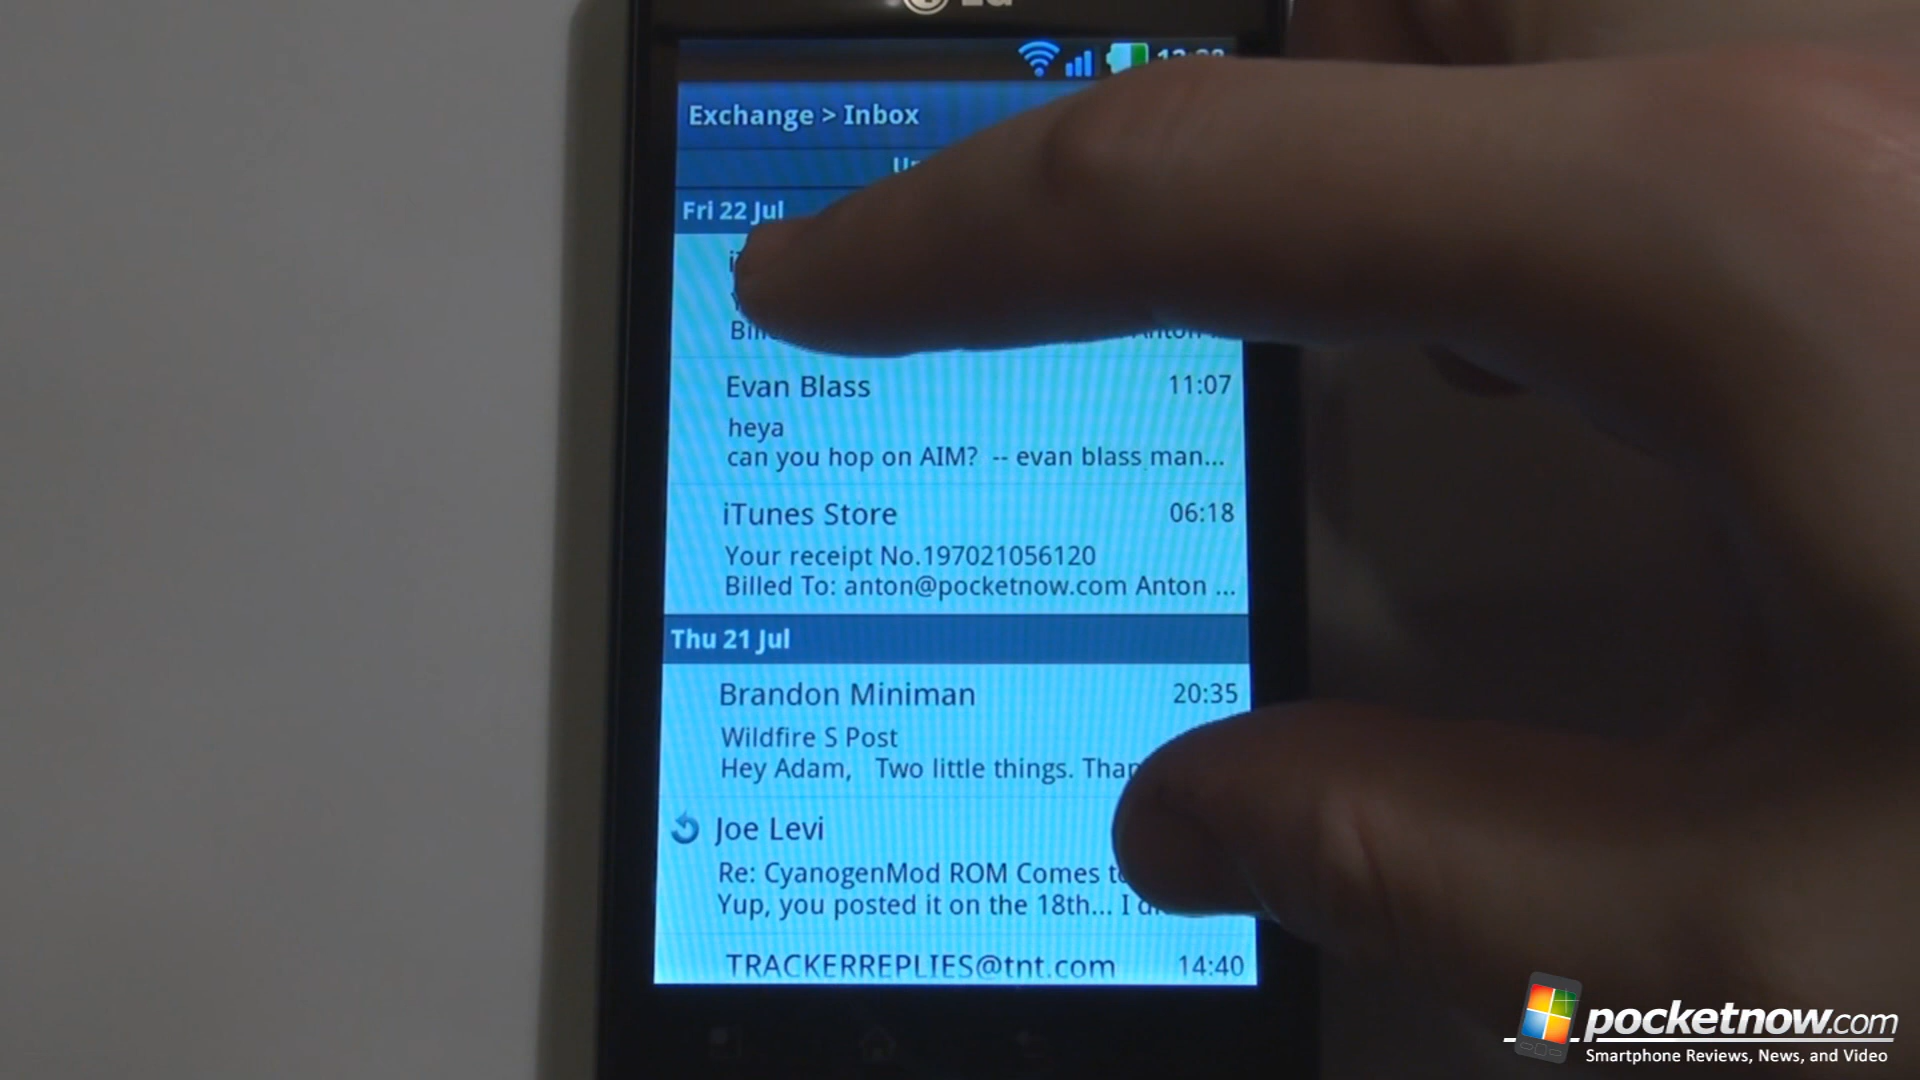 LG
Exchange > Inbox
Fri 22 Jul
Evan Blass 11:07
heya
can you hop on AIM? -- evan blass man...
iTunes Store 06:18
Your receipt No.197021056120
Billed To: anton@pocketnow.com Anton ...
Thu 21 Jul
Brandon Miniman 20:35
Wildfire S Post
Hey Adam, Two little things.
Joe Levi
Re: CyanogenMod ROM Comes
Yup, you posted it on the 18th... I
TRACKERREPLIES@tnt.com 14:40
pocketnow.com
Smartphone Reviews, News, and Video